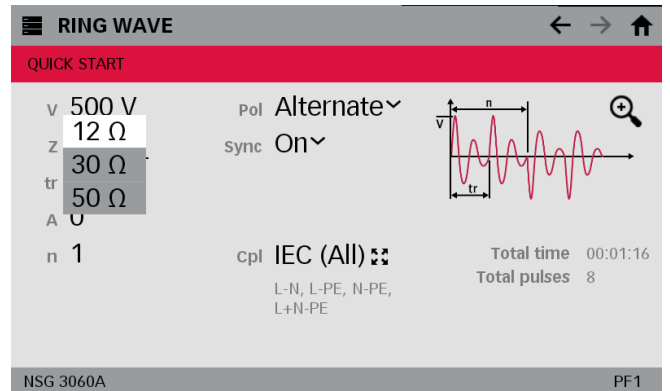 RING WAVE
QUICK START
V 500 V
Z 12 Ω
30 Ω
tr
50 Ω
A 0
n 1
Pol Alternate
Sync On
Cpl IEC (All)
L-N, L-PE, N-PE,
L+N-PE
n
V
tr
Total time 00:01:16
Total pulses 8
NSG 3060A PF1